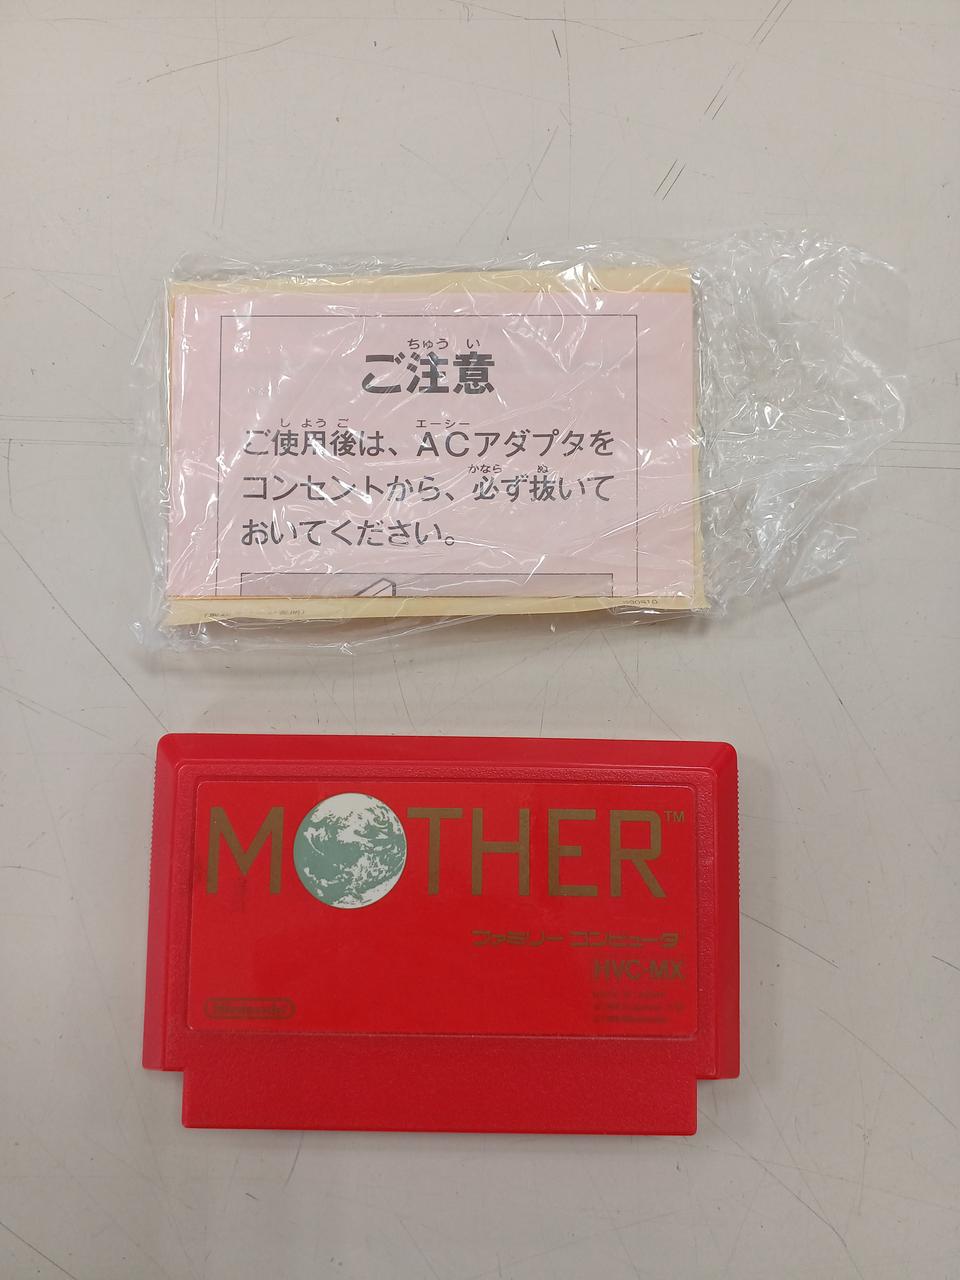 ちゅう い
ご注意
し よう ご エーシー
ご使用後は、ACアダプタを
かなら ぬ
コンセントから、必ず抜いて
おいてください。
MOTHER™
ファミリーコンピュータ
HVC-MX
Nintendo